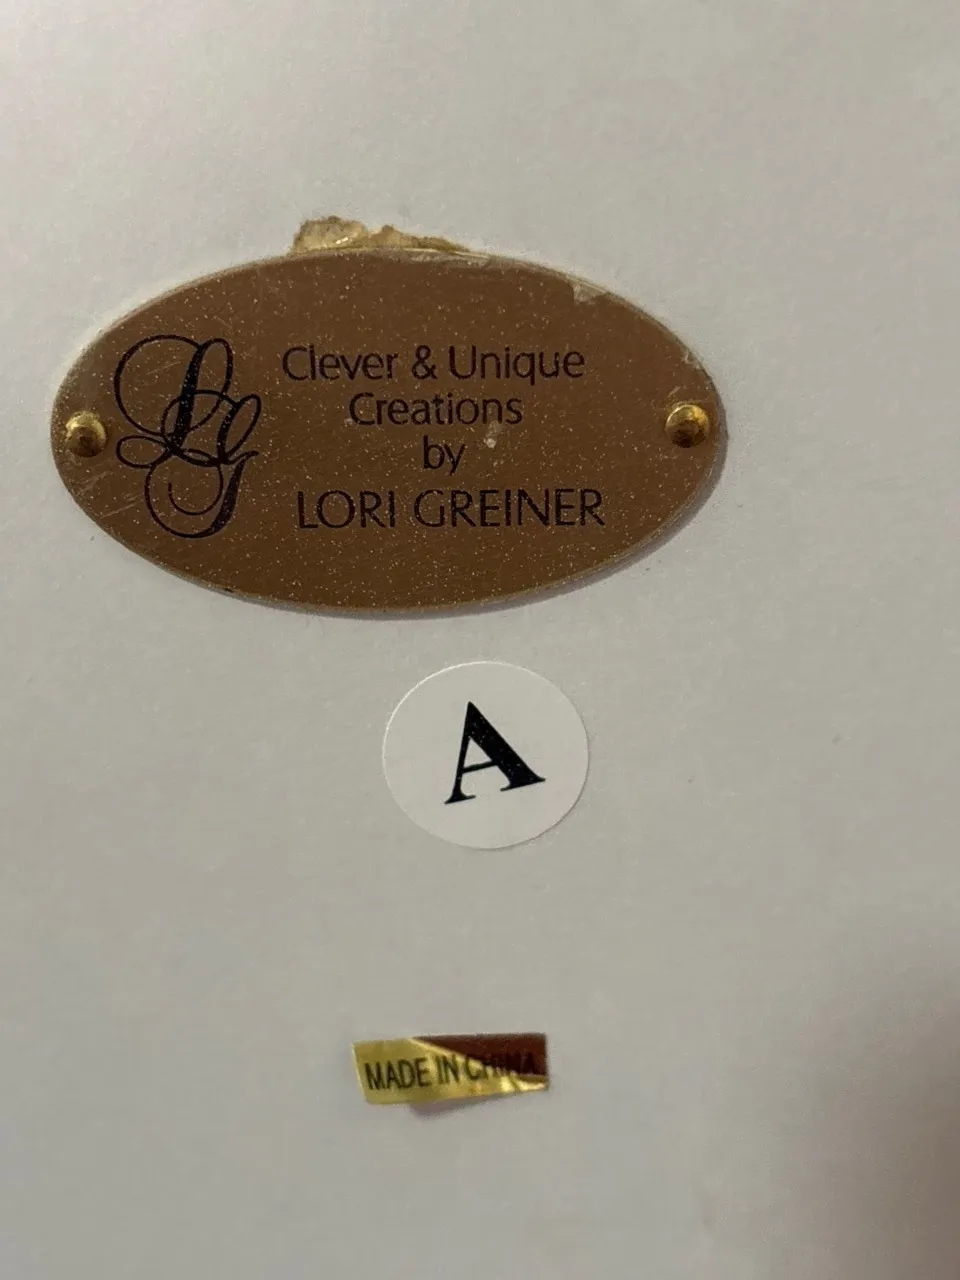 LG
Clever & Unique
Creations
by
LORI GREINER
A
MADE IN CHINA